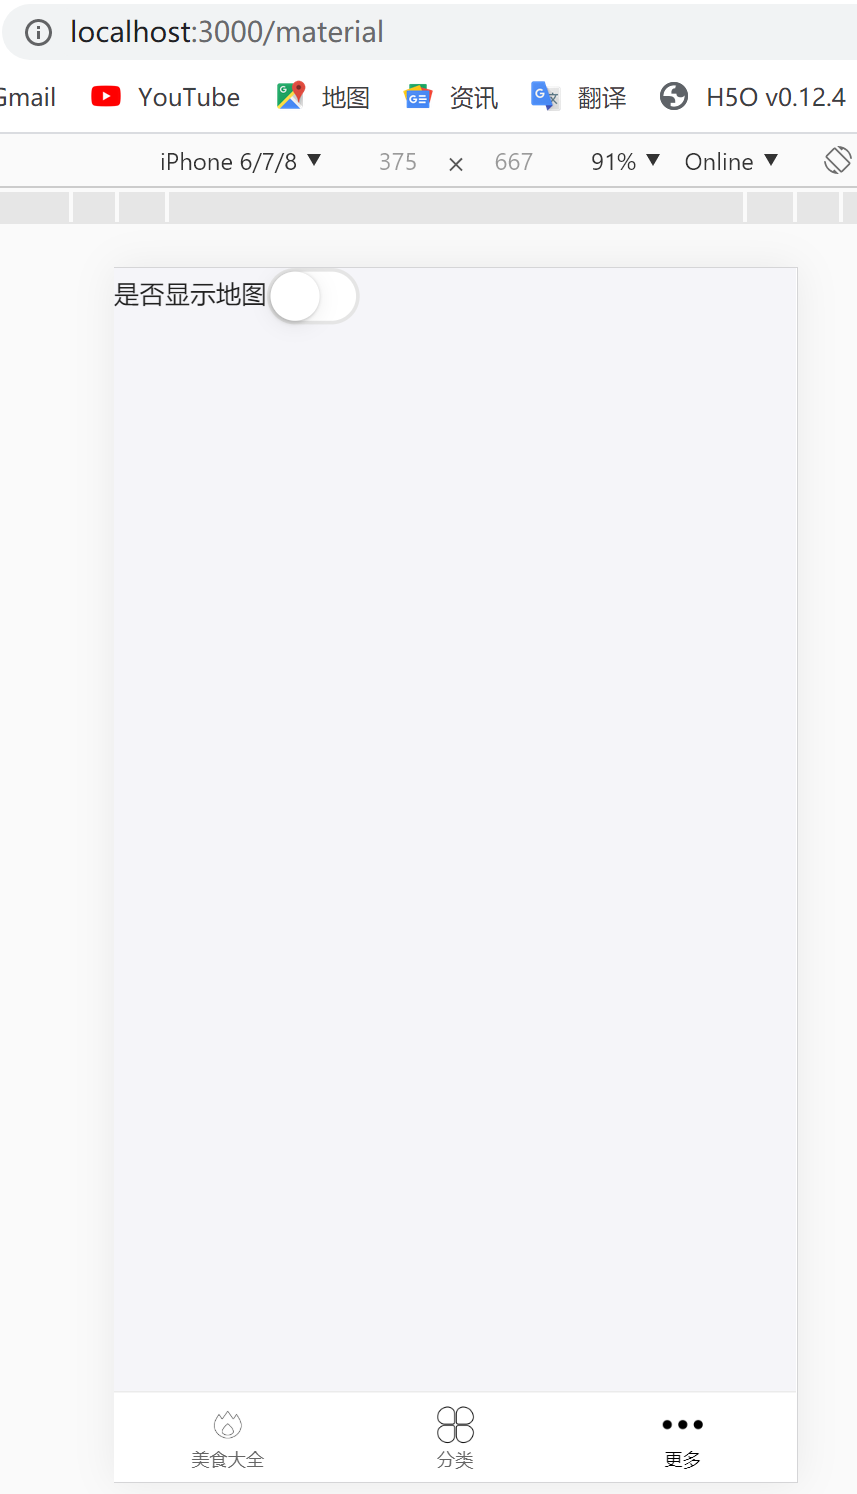 localhost:3000/material
Gmail YouTube 地图 资讯 翻译 H5O v0.12.4
iPhone 6/7/8 375 × 667 91% Online
是否显示地图
美食大全 分类 更多